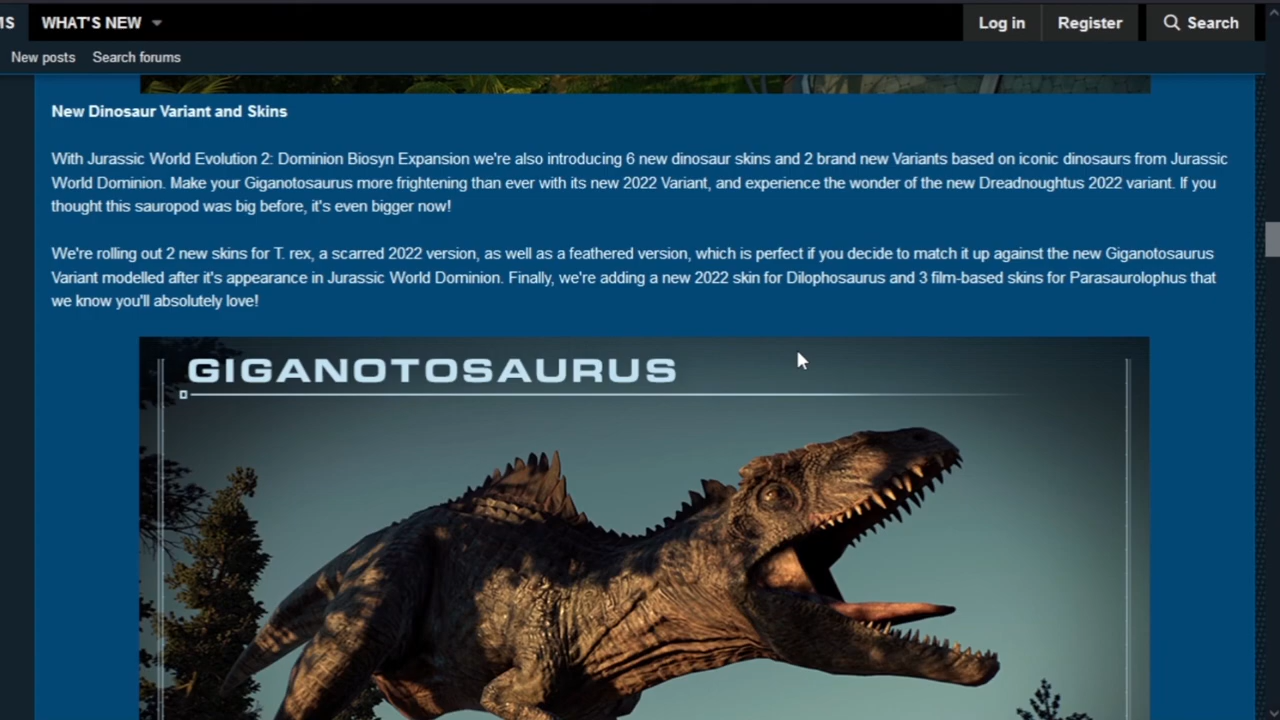 MS
WHAT'S NEW
Log in
Register
Search
New posts
Search forums
New Dinosaur Variant and Skins
With Jurassic World Evolution 2: Dominion Biosyn Expansion we're also introducing 6 new dinosaur skins and 2 brand new Variants based on iconic dinosaurs from Jurassic
World Dominion. Make your Giganotosaurus more frightening than ever with its new 2022 Variant, and experience the wonder of the new Dreadnoughtus 2022 variant. If you
thought this sauropod was big before, it's even bigger now!
We're rolling out 2 new skins for T. rex, a scarred 2022 version, as well as a feathered version, which is perfect if you decide to match it up against the new Giganotosaurus
Variant modelled after it's appearance in Jurassic World Dominion. Finally, we're adding a new 2022 skin for Dilophosaurus and 3 film-based skins for Parasaurolophus that
we know you'll absolutely love!
GIGANOTOSAURUS